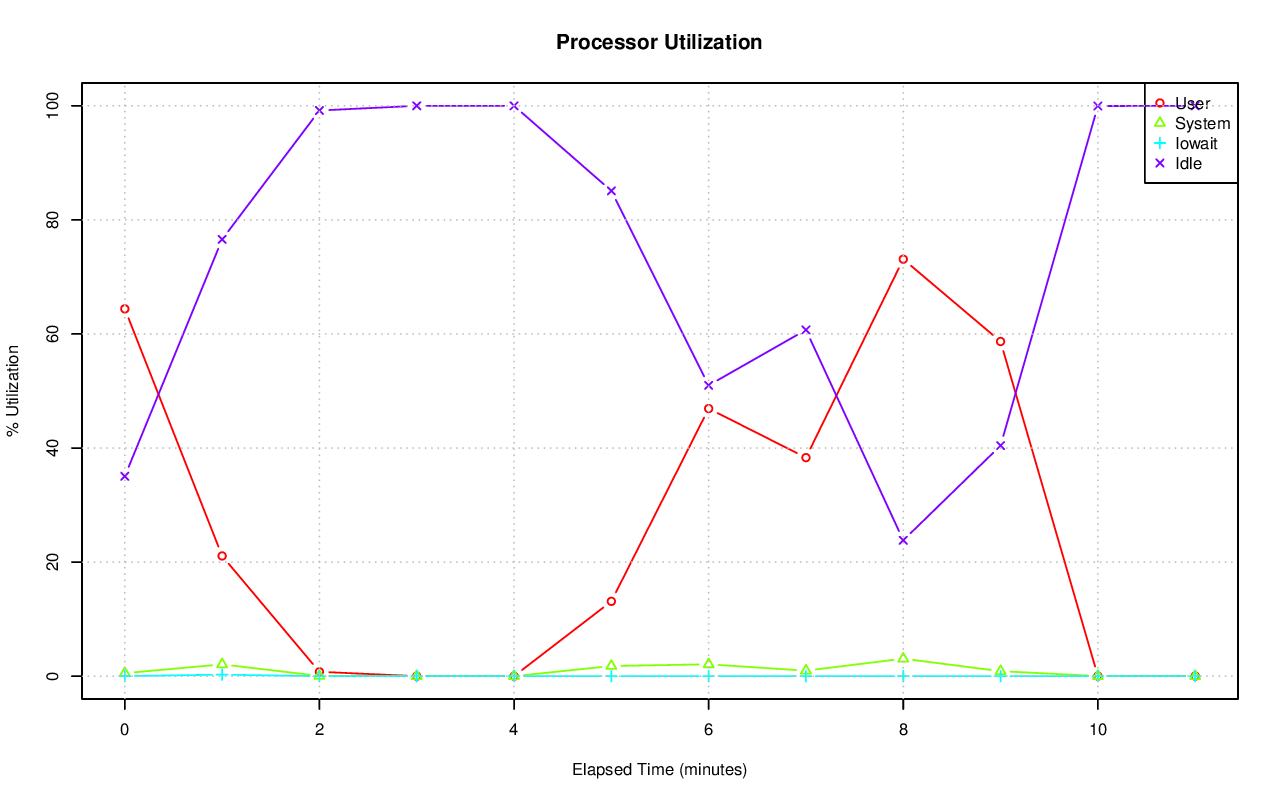 Processor Utilization
% Utilization
100
80
60
40
20
0
User
System
Iowait
Idle
0 2 4 6 8 10
Elapsed Time (minutes)